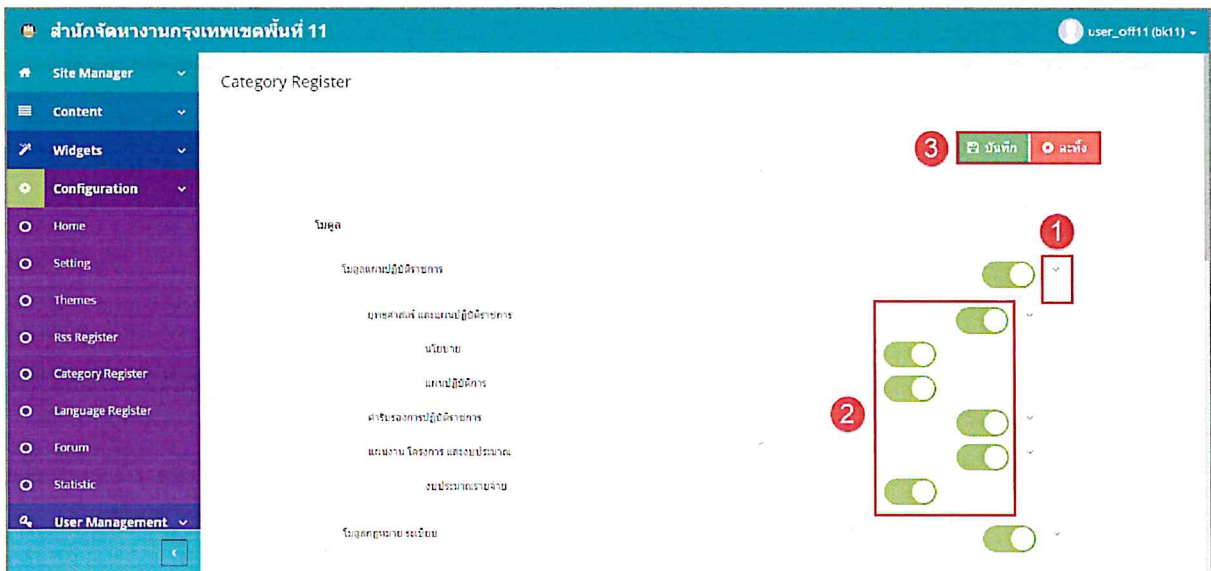 สำนักจัดหางานกรุงเทพเขตพื้นที่ 11
user_off11 (bk11)
Site Manager
Content
Widgets
Configuration
Home
Setting
Themes
Rss Register
Category Register
Language Register
Forum
Statistic
User Management
Category Register
3
บันทึก
ละทิ้ง
โมดูล
1
โมดูลแผนปฏิบัติราชการ
ยุทธศาสตร์ และแผนปฏิบัติราชการ
นโยบาย
แผนปฏิบัติการ
2
คำรับรองการปฏิบัติราชการ
แผนงาน โครงการ และงบประมาณ
งบประมาณรายจ่าย
โมดูลกฎหมาย ระเบียบ